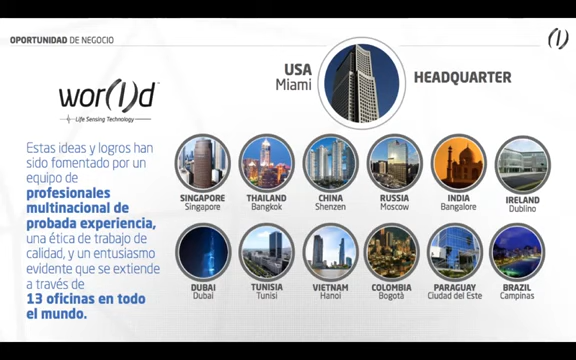 OPORTUNIDAD DE NEGOCIO
wor(l)d
Life Sensing Technology
USA
Miami
HEADQUARTER
Estas ideas y logros han
sido fomentado por un
equipo de
profesionales
multinacional de
probada experiencia,
una ética de trabajo de
calidad, y un entusiasmo
evidente que se extiende
a través de
13 oficinas en todo
el mundo.
SINGAPORE
Singapore
THAILAND
Bangkok
CHINA
Shenzen
RUSSIA
Moscow
INDIA
Bangalore
IRELAND
Dublino
DUBAI
Dubai
TUNISIA
Tunisi
VIETNAM
Hanoi
COLOMBIA
Bogotà
PARAGUAY
Ciudad del Este
BRAZIL
Campinas